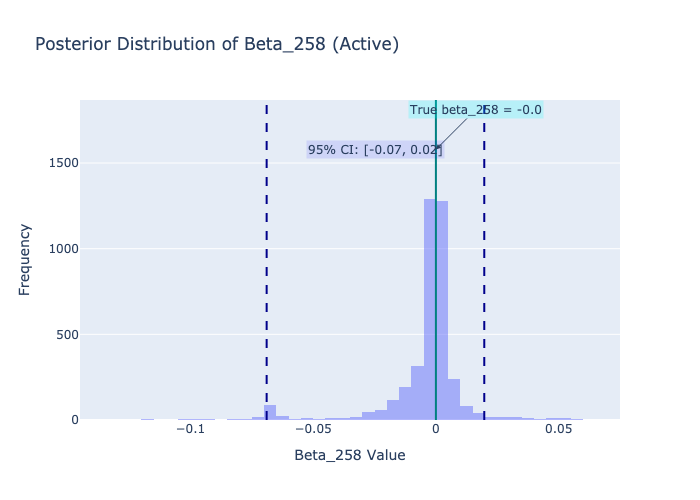 Posterior Distribution of Beta_258 (Active)
True beta_258 = -0.0
95% CI: [-0.07, 0.02]
1500
1000
500
0
Frequency
−0.1
−0.05
0
0.05
Beta_258 Value